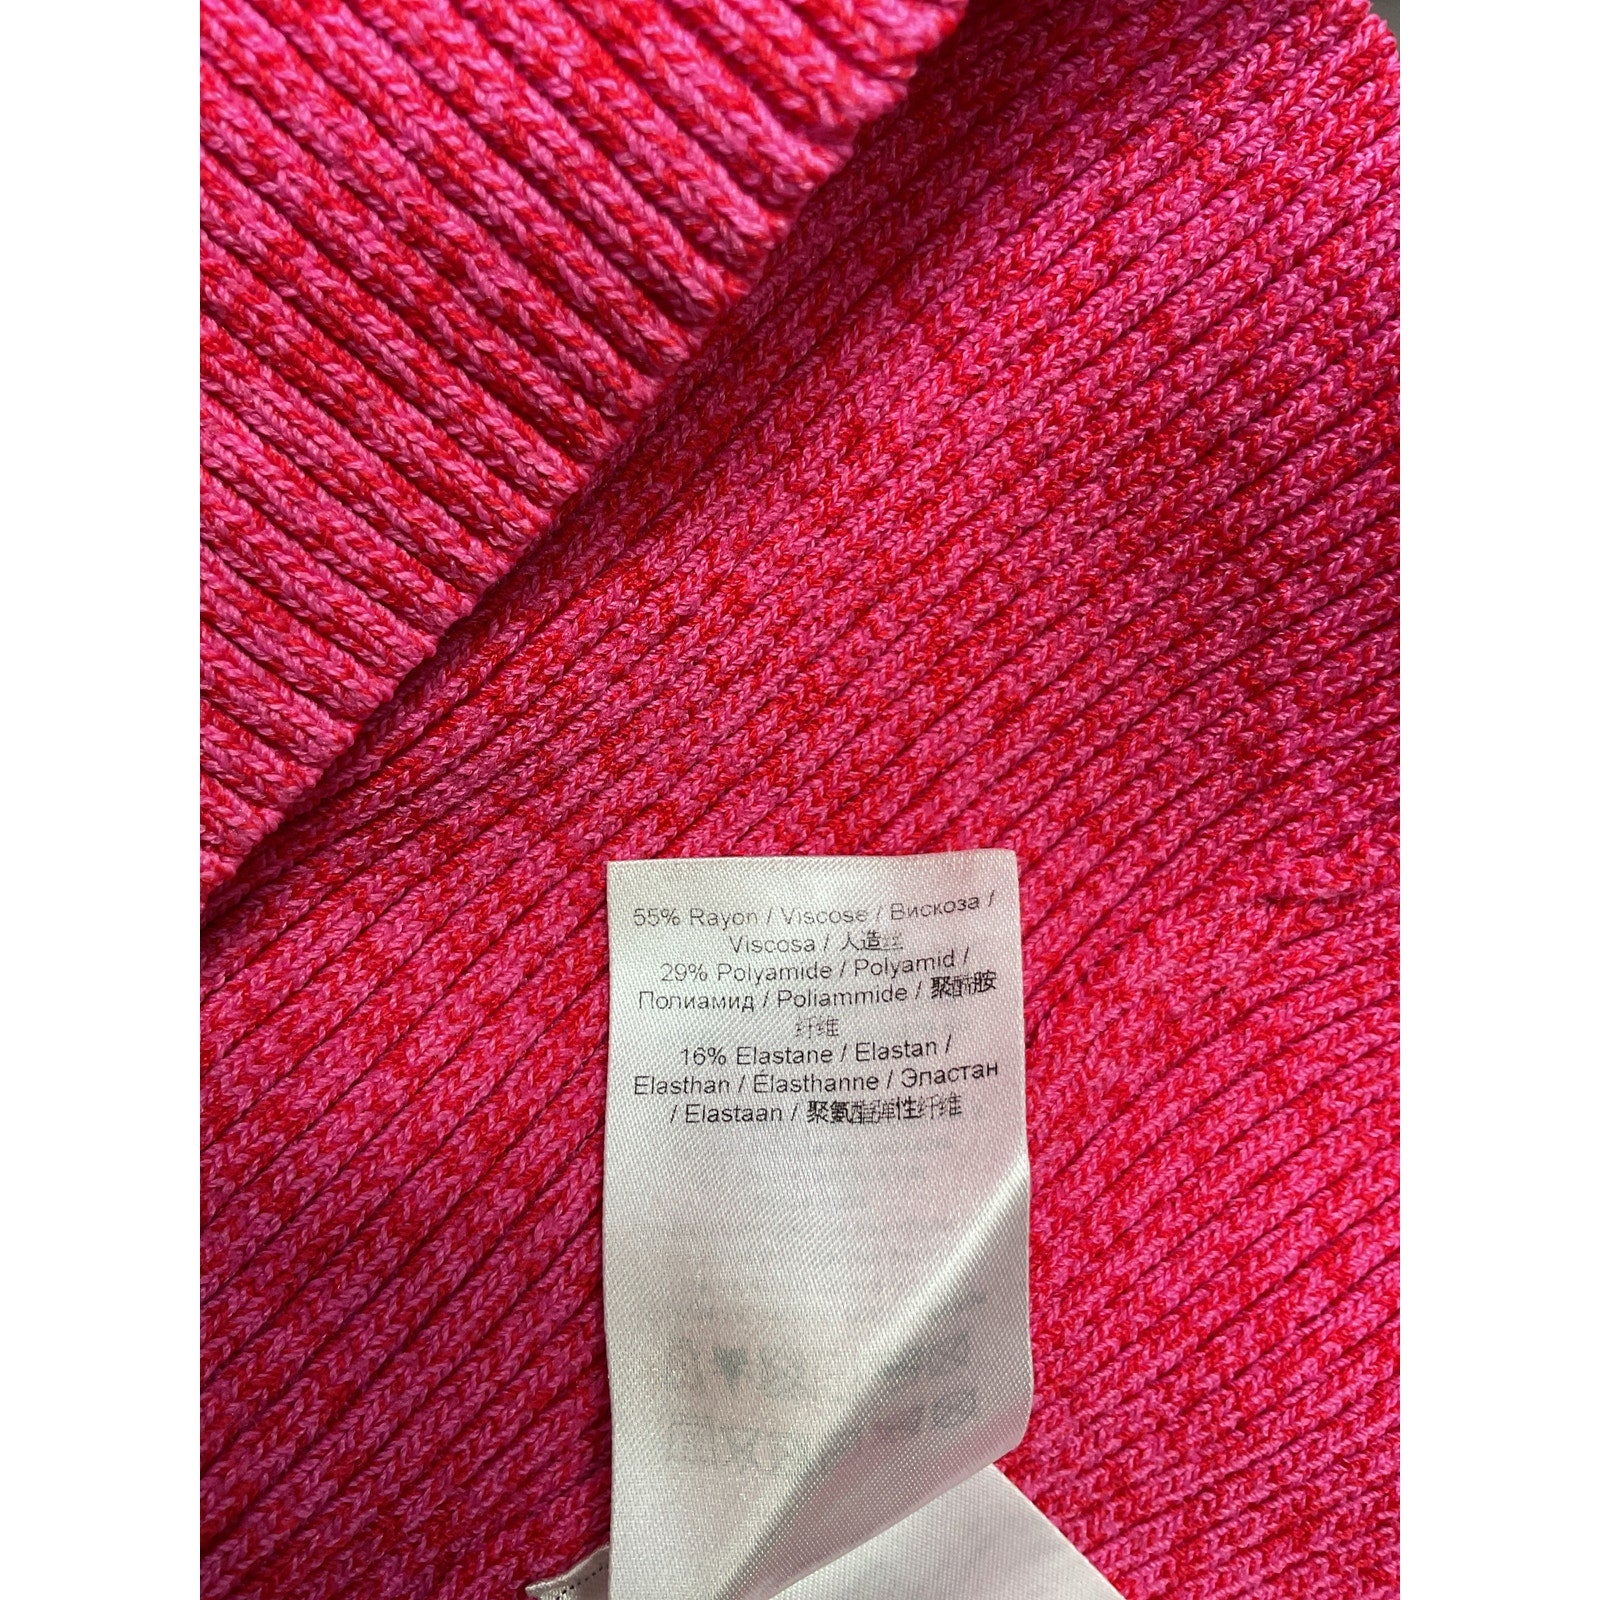 55% Rayon / Viscose / Вискоза /
Viscosa / 人造丝
29% Polyamide / Polyamid /
Полиамид / Poliammide / 聚酰胺
纤维
16% Elastane / Elastan /
Elasthan / Élasthanne / Эластан
/ Elastaan / 聚氨酯弹性纤维